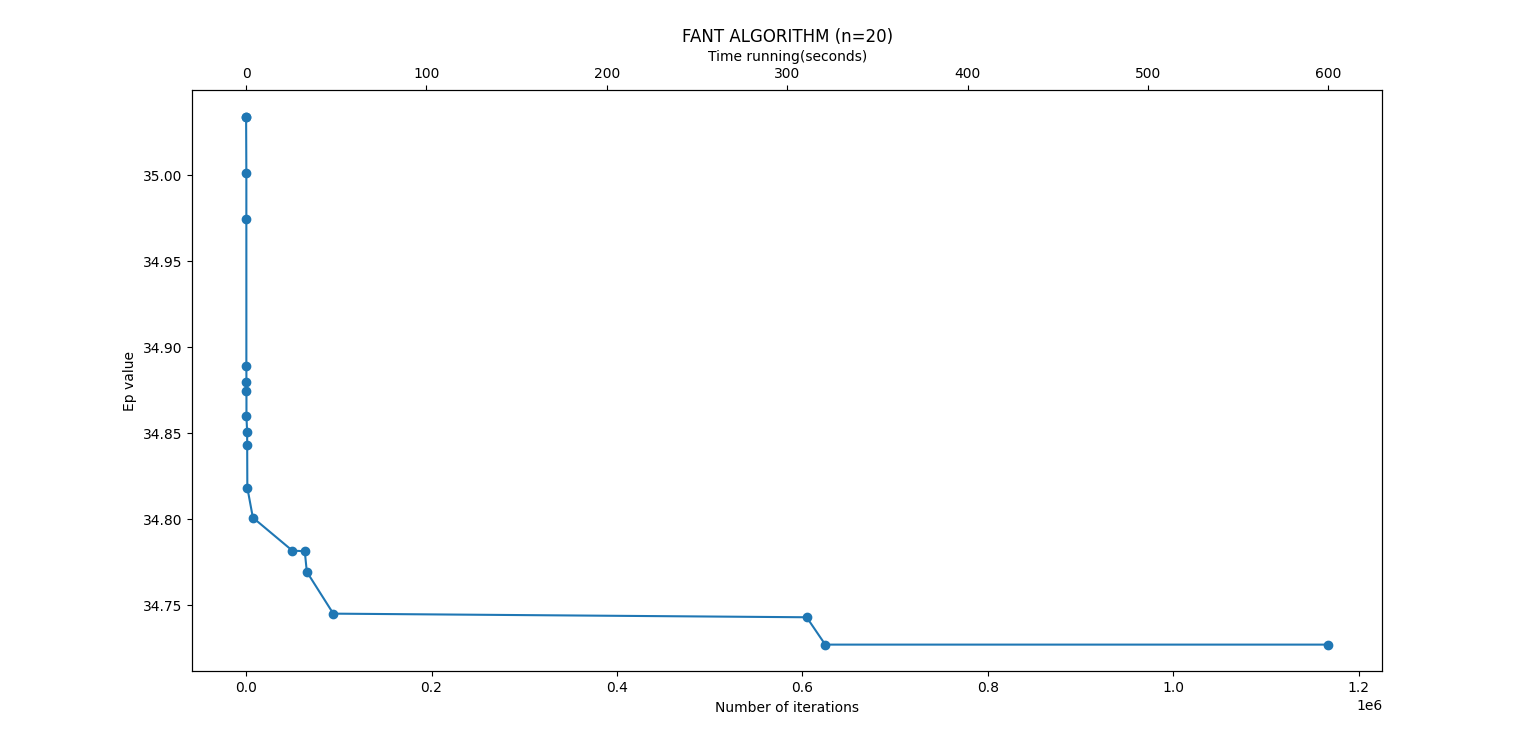 FANT ALGORITHM (n=20)
Time running(seconds)
0 100 200 300 400 500 600
35.00
34.95
34.90
34.85
34.80
34.75
Ep value
0.0 0.2 0.4 0.6 0.8 1.0 1.2
1e6
Number of iterations